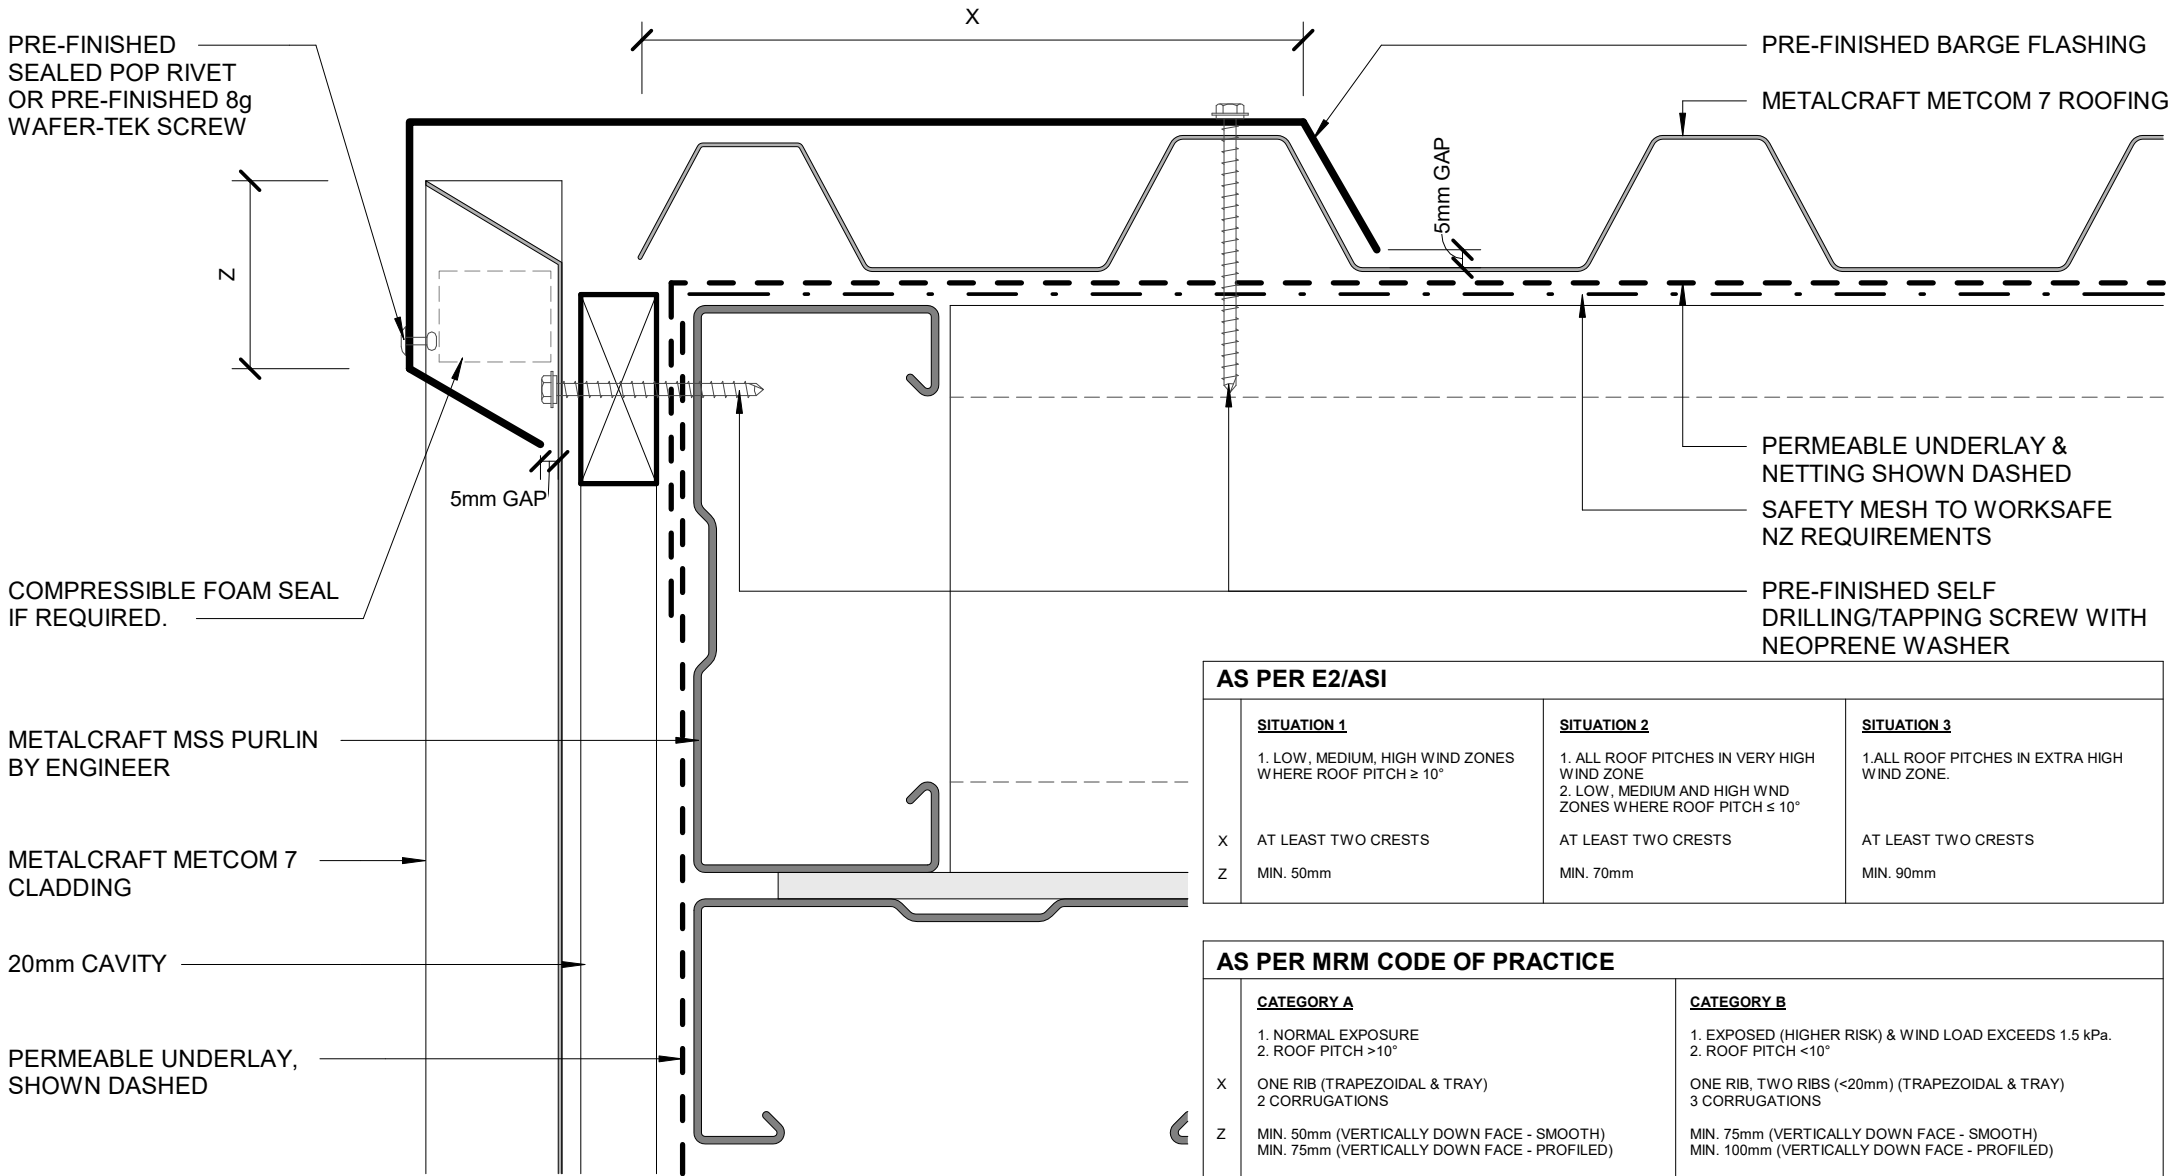 X
PRE-FINISHED
SEALED POP RIVET
OR PRE-FINISHED 8g
WAFER-TEK SCREW
PRE-FINISHED BARGE FLASHING
METALCRAFT METCOM 7 ROOFING
5mm GAP
Z
5mm GAP
PERMEABLE UNDERLAY &
NETTING SHOWN DASHED
SAFETY MESH TO WORKSAFE
NZ REQUIREMENTS
COMPRESSIBLE FOAM SEAL
IF REQUIRED.
PRE-FINISHED SELF
DRILLING/TAPPING SCREW WITH
NEOPRENE WASHER
METALCRAFT MSS PURLIN
BY ENGINEER
METALCRAFT METCOM 7
CLADDING
20mm CAVITY
PERMEABLE UNDERLAY,
SHOWN DASHED
AS PER E2/ASI
SITUATION 1
1. LOW, MEDIUM, HIGH WIND ZONES
WHERE ROOF PITCH ≥ 10°
SITUATION 2
1. ALL ROOF PITCHES IN VERY HIGH
WIND ZONE
2. LOW, MEDIUM AND HIGH WND
ZONES WHERE ROOF PITCH ≤ 10°
SITUATION 3
1.ALL ROOF PITCHES IN EXTRA HIGH
WIND ZONE.
X AT LEAST TWO CRESTS AT LEAST TWO CRESTS AT LEAST TWO CRESTS
Z MIN. 50mm MIN. 70mm MIN. 90mm
AS PER MRM CODE OF PRACTICE
CATEGORY A
1. NORMAL EXPOSURE
2. ROOF PITCH >10°
CATEGORY B
1. EXPOSED (HIGHER RISK) & WIND LOAD EXCEEDS 1.5 kPa.
2. ROOF PITCH <10°
X ONE RIB (TRAPEZOIDAL & TRAY) ONE RIB, TWO RIBS (<20mm) (TRAPEZOIDAL & TRAY)
2 CORRUGATIONS 3 CORRUGATIONS
Z MIN. 50mm (VERTICALLY DOWN FACE - SMOOTH) MIN. 75mm (VERTICALLY DOWN FACE - SMOOTH)
MIN. 75mm (VERTICALLY DOWN FACE - PROFILED) MIN. 100mm (VERTICALLY DOWN FACE - PROFILED)